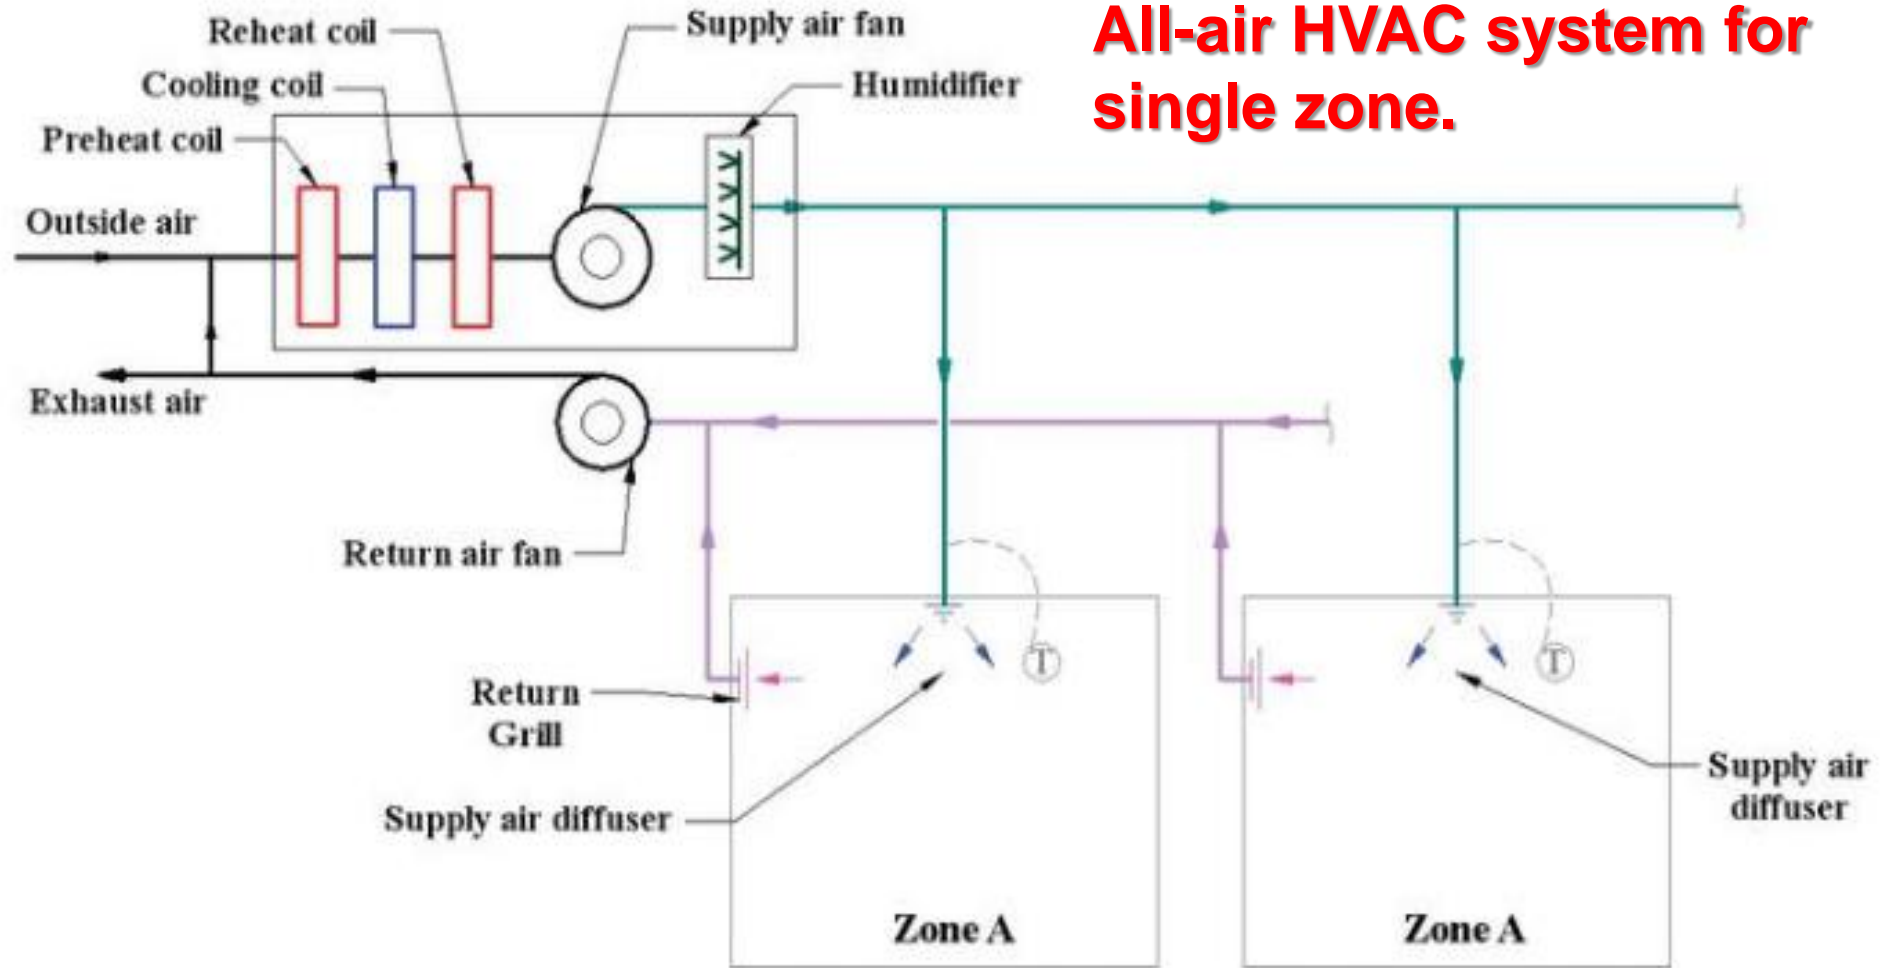 All-air HVAC system for
single zone.
Reheat coil
Supply air fan
Cooling coil
Humidifier
Preheat coil
Outside air
Exhaust air
Return air fan
T
T
Return
Grill
Supply air diffuser
Supply air
diffuser
Zone A
Zone A